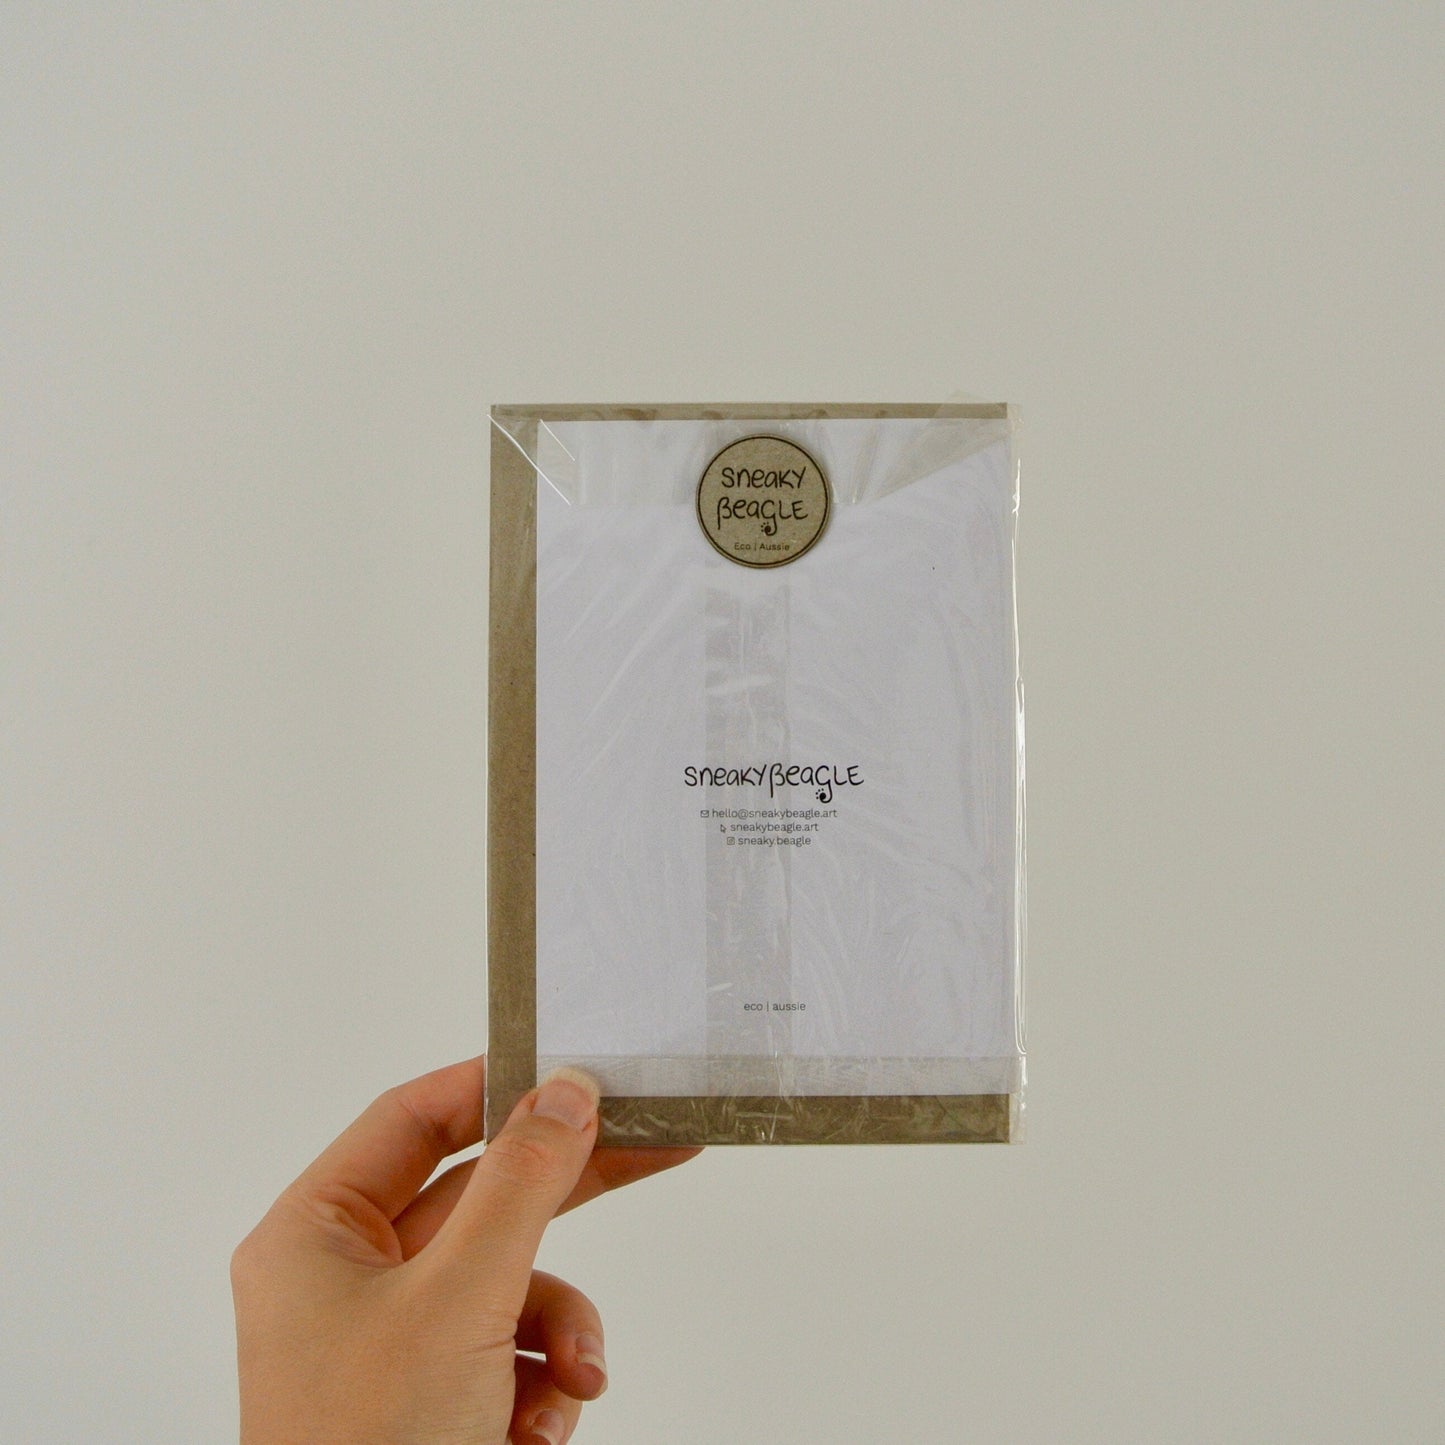 sneaky
Beagle
Eco | Aussie
sneakyBeagle
hello@sneakybeagle.art
sneakybeagle.art
sneaky.beagle
eco | aussie